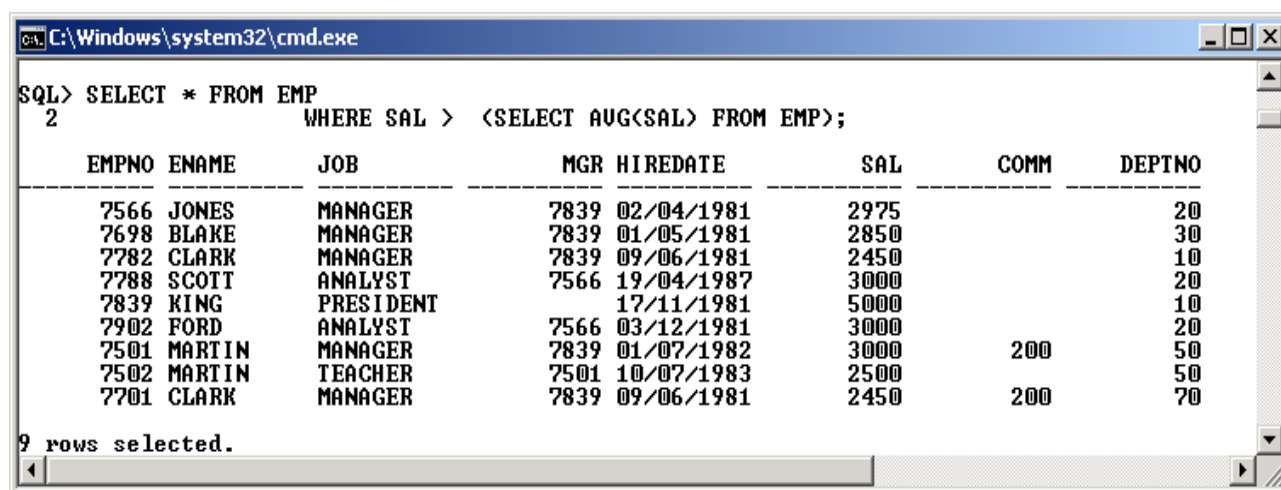 C:\Windows\system32\cmd.exe
SQL> SELECT * FROM EMP
2 WHERE SAL > (SELECT AVG(SAL) FROM EMP);
EMPNO ENAME JOB MGR HIREDATE SAL COMM DEPTNO
---------- ---------- ---------- ---------- ---------- ---------- ---------- ----------
7566 JONES MANAGER 7839 02/04/1981 2975 20
7698 BLAKE MANAGER 7839 01/05/1981 2850 30
7782 CLARK MANAGER 7839 09/06/1981 2450 10
7788 SCOTT ANALYST 7566 19/04/1987 3000 20
7839 KING PRESIDENT 17/11/1981 5000 10
7902 FORD ANALYST 7566 03/12/1981 3000 20
7501 MARTIN MANAGER 7839 01/07/1982 3000 200 50
7502 MARTIN TEACHER 7501 10/07/1983 2500 50
7701 CLARK MANAGER 7839 09/06/1981 2450 200 70
9 rows selected.